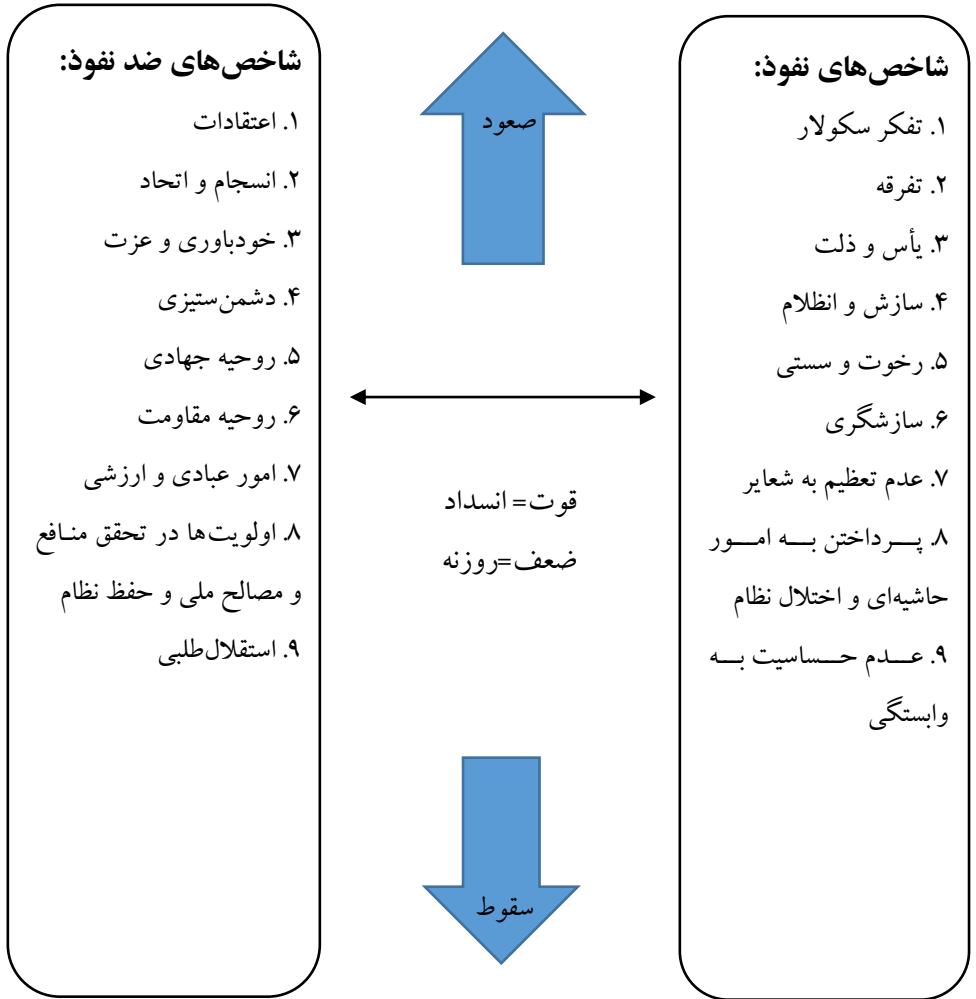 شاخص‌های نفوذ:
۱. تفکر سکولار
۲. تفرقه
۳. یأس و ذلت
۴. سازش و انظلام
۵. رخوت و سستی
۶. سازشگری
۷. عدم تعظیم به شعایر
۸. پرداختن به امور
حاشیه‌ای و اختلال نظام
۹. عدم حساسیت به
وابستگی
صعود
قوت= انسداد
ضعف=روزنه
سقوط
شاخص‌های ضد نفوذ:
۱. اعتقادات
۲. انسجام و اتحاد
۳. خودباوری و عزت
۴. دشمن‌ستیزی
۵. روحیه جهادی
۶. روحیه مقاومت
۷. امور عبادی و ارزشی
۸. اولویت‌ها در تحقق منافع
و مصالح ملی و حفظ نظام
۹. استقلال‌طلبی